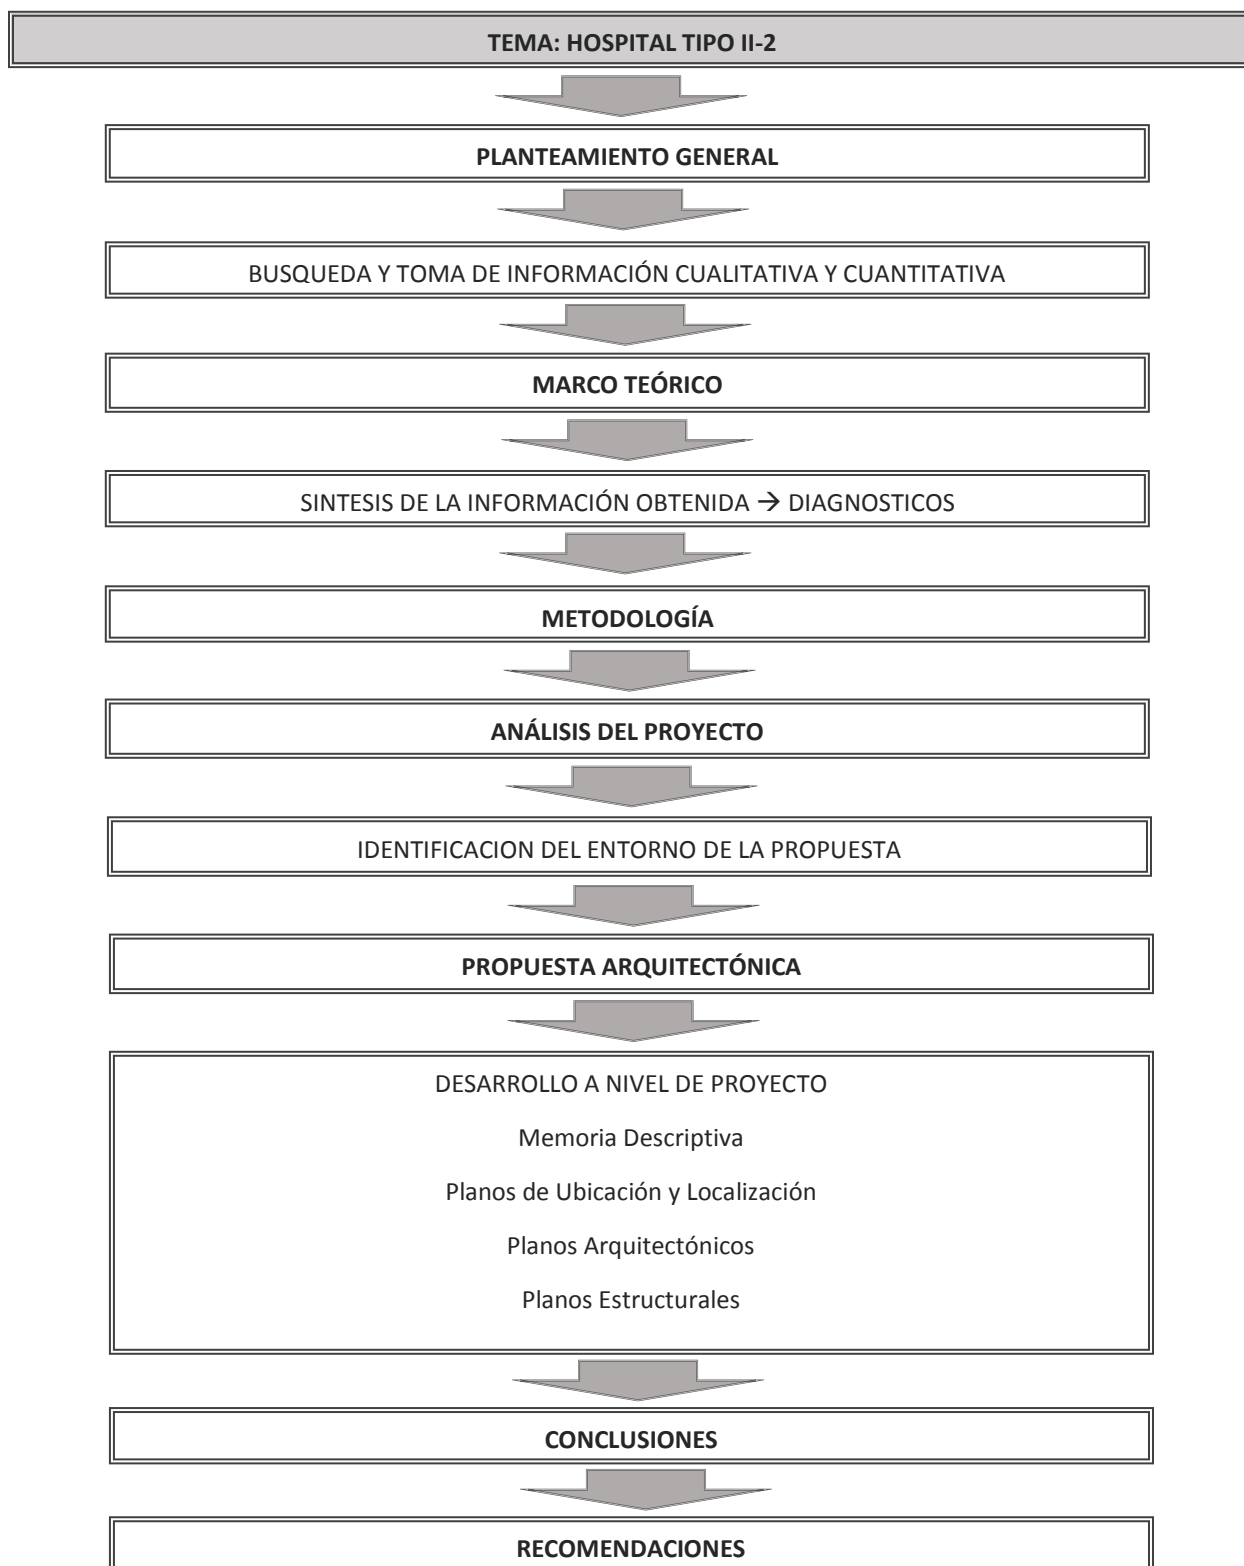 TEMA: HOSPITAL TIPO II-2
PLANTEAMIENTO GENERAL
BUSQUEDA Y TOMA DE INFORMACIÓN CUALITATIVA Y CUANTITATIVA
MARCO TEÓRICO
SINTESIS DE LA INFORMACIÓN OBTENIDA → DIAGNOSTICOS
METODOLOGÍA
ANÁLISIS DEL PROYECTO
IDENTIFICACION DEL ENTORNO DE LA PROPUESTA
PROPUESTA ARQUITECTÓNICA
DESARROLLO A NIVEL DE PROYECTO
Memoria Descriptiva
Planos de Ubicación y Localización
Planos Arquitectónicos
Planos Estructurales
CONCLUSIONES
RECOMENDACIONES